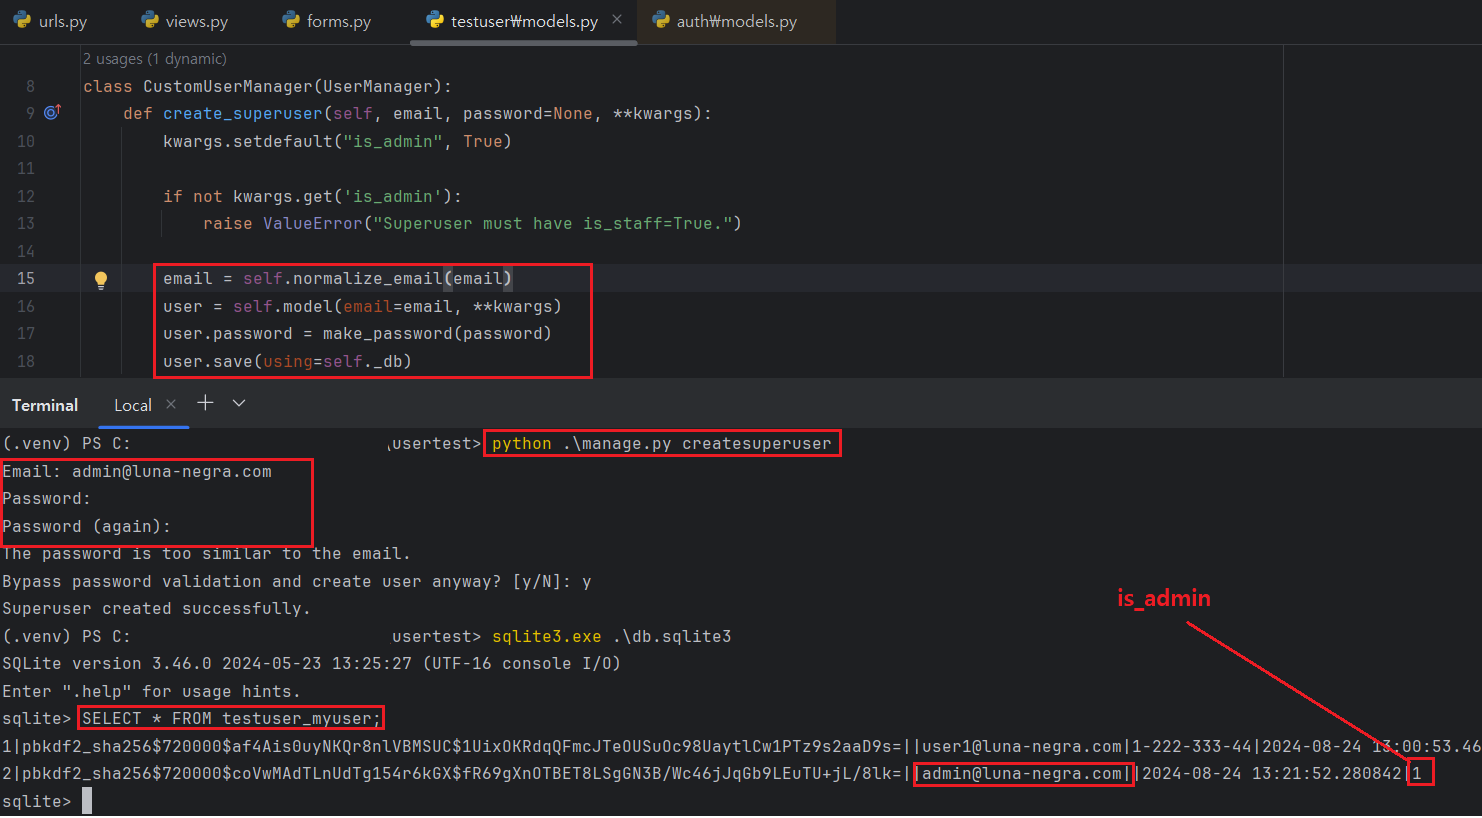 urls.py views.py forms.py testuser₩models.py × auth₩models.py
2 usages (1 dynamic)
8 class CustomUserManager(UserManager):
9 def create_superuser(self, email, password=None, **kwargs):
10 kwargs.setdefault("is_admin", True)
11
12 if not kwargs.get('is_admin'):
13 raise ValueError("Superuser must have is_staff=True.")
14
15 email = self.normalize_email(email)
16 user = self.model(email=email, **kwargs)
17 user.password = make_password(password)
18 user.save(using=self._db)
Terminal Local × +
(.venv) PS C: \usertest> python .\manage.py createsuperuser
Email: admin@luna-negra.com
Password:
Password (again):
The password is too similar to the email.
Bypass password validation and create user anyway? [y/N]: y
Superuser created successfully.
is_admin
(.venv) PS C: usertest> sqlite3.exe .\db.sqlite3
SQLite version 3.46.0 2024-05-23 13:25:27 (UTF-16 console I/O)
Enter ".help" for usage hints.
sqlite> SELECT * FROM testuser_myuser;
1|pbkdf2_sha256$720000$af4Ais0uyNKQr8nlVBMSUC$1UixOKRdqQFmcJTeOUSuOc98UaytlCw1PTz9s2aaD9s=||user1@luna-negra.com|1-222-333-44|2024-08-24 13:00:53.46
2|pbkdf2_sha256$720000$coVwMAdTLnUdTg154r6kGX$fR69gXnOTBET8LSgGN3B/Wc46jJqGb9LEuTU+jL/8lk=||admin@luna-negra.com||2024-08-24 13:21:52.280842|1
sqlite>